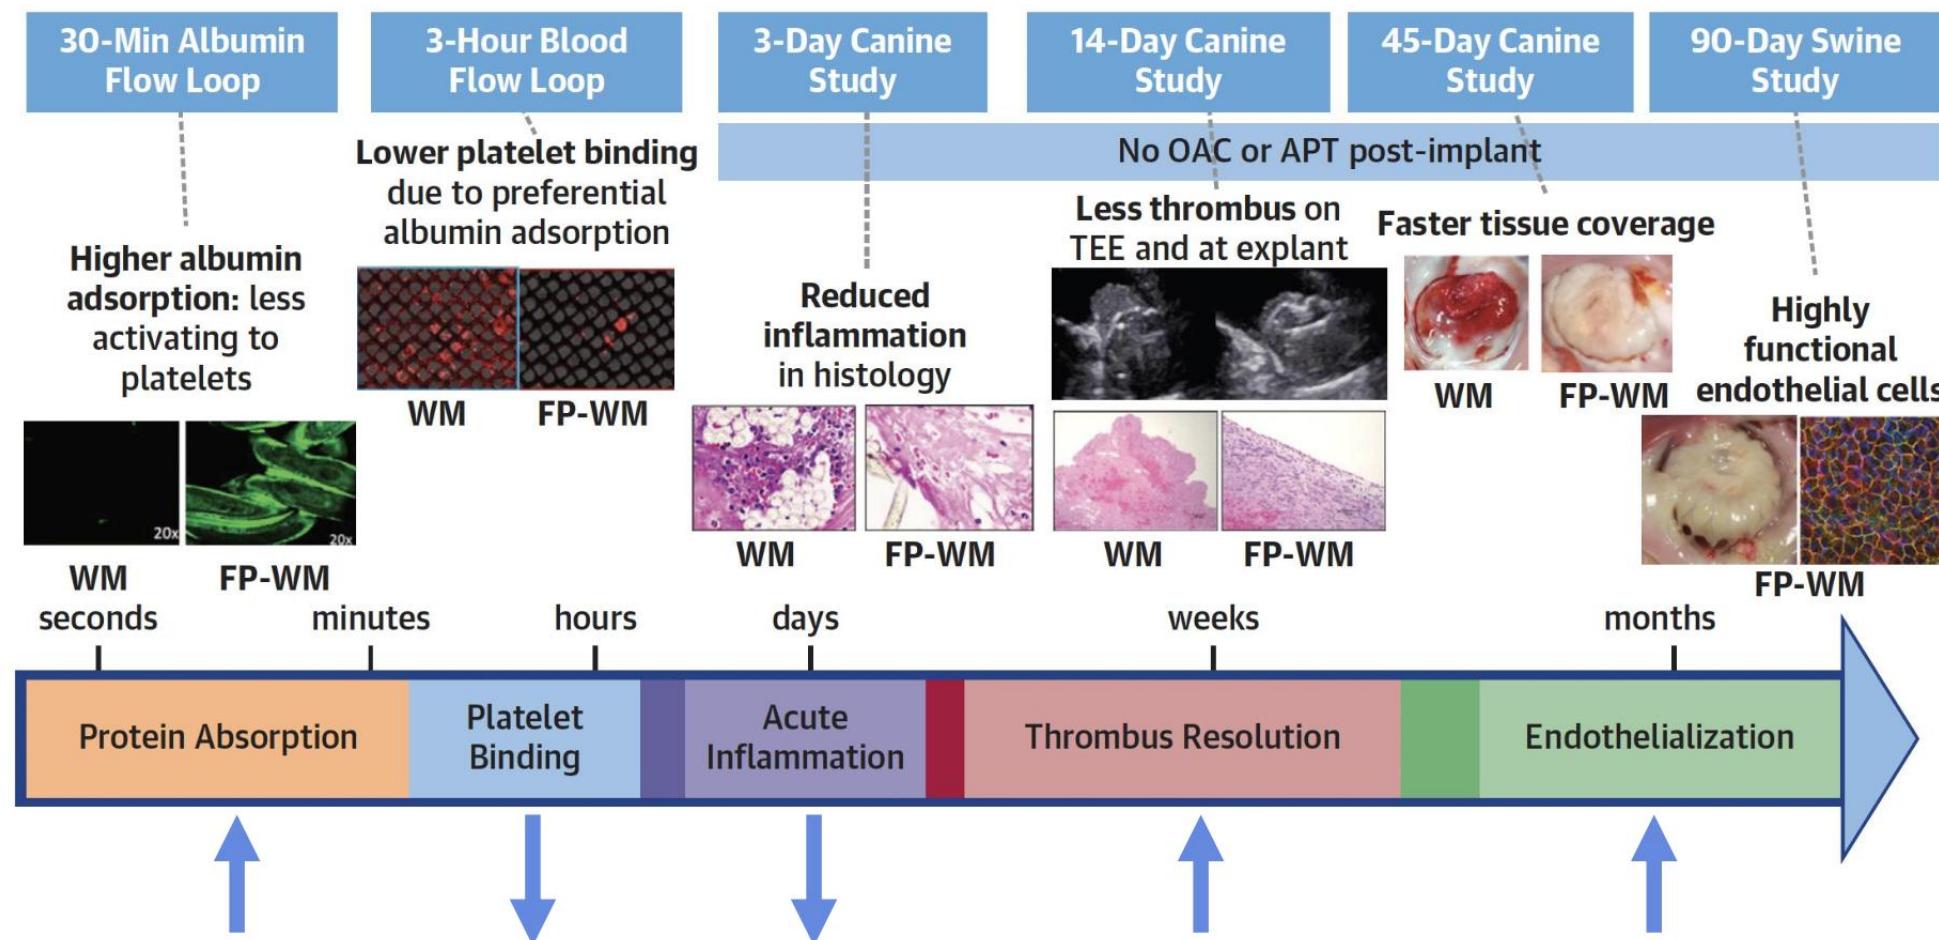 30-Min Albumin
Flow Loop
3-Hour Blood
Flow Loop
3-Day Canine
Study
14-Day Canine
Study
45-Day Canine
Study
90-Day Swine
Study
No OAC or APT post-implant
Higher albumin
adsorption: less
activating to
platelets
20x
20x
WM
FP-WM
Lower platelet binding
due to preferential
albumin adsorption
WM
FP-WM
Reduced
inflammation
in histology
WM
FP-WM
Less thrombus on
TEE and at explant
WM
FP-WM
Faster tissue coverage
WM
FP-WM
Highly
functional
endothelial cells
FP-WM
seconds
minutes
hours
days
weeks
months
Protein Absorption
Platelet
Binding
Acute
Inflammation
Thrombus Resolution
Endothelialization